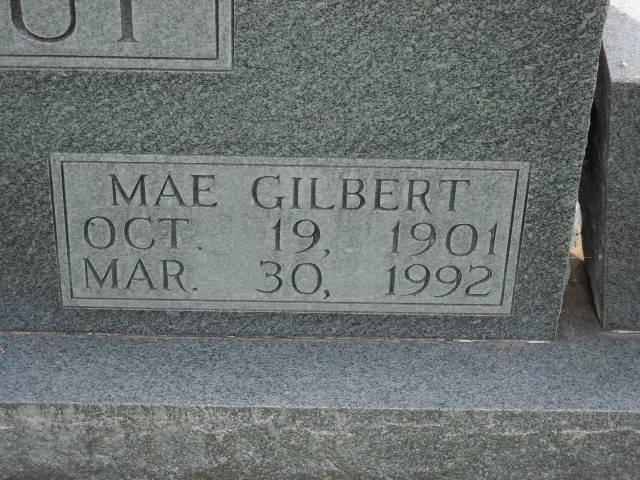 MAE GILBERT
OCT. 19, 1901
MAR. 30, 1992